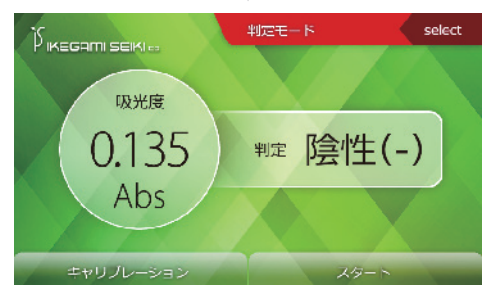 IKEGAMI SEIKI
判定モード
select
吸光度
0.135
Abs
判定 陰性(-)
キャリブレーション
スタート